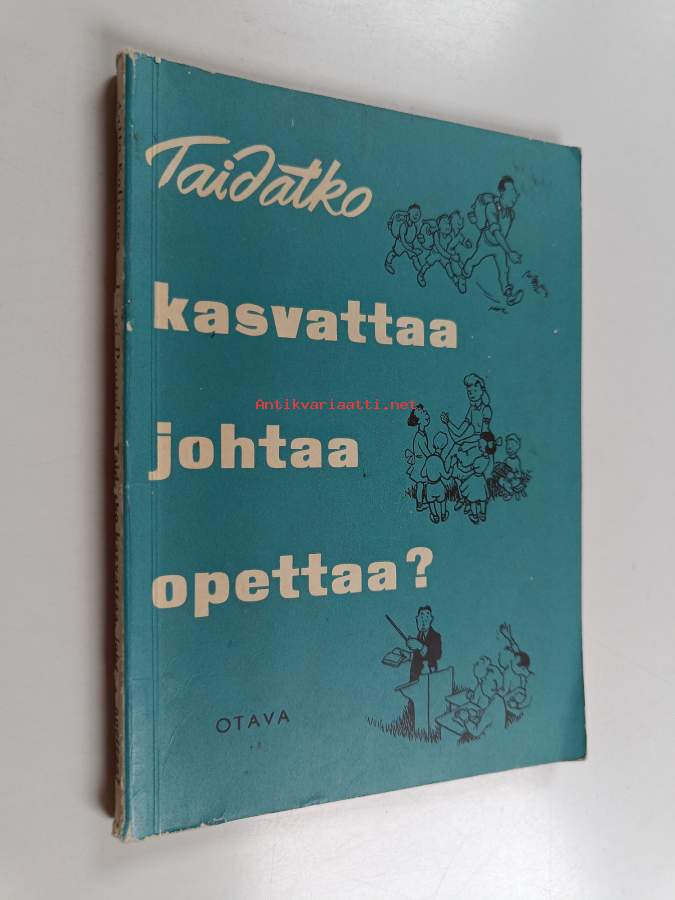 Taidatko
kasvattaa
Antikvariaatti.net
johtaa
opettaa?
OTAVA